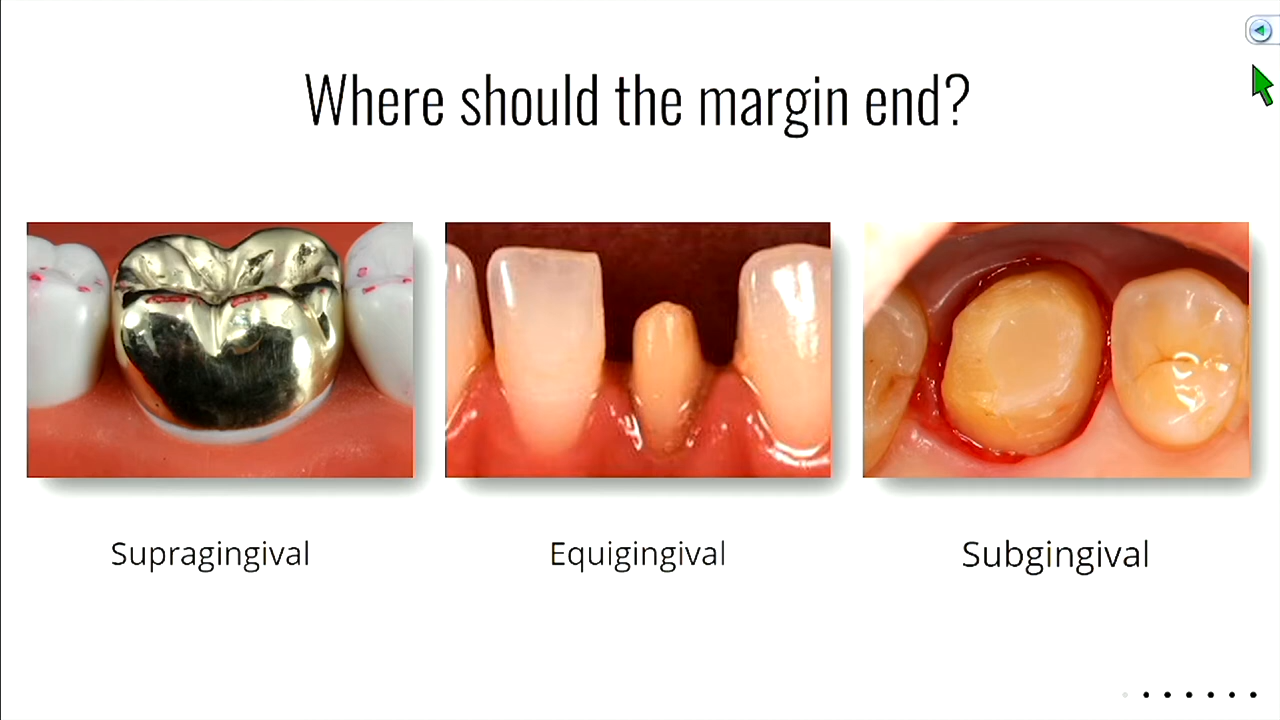 Where should the margin end?
Supragingival
Equigingival
Subgingival